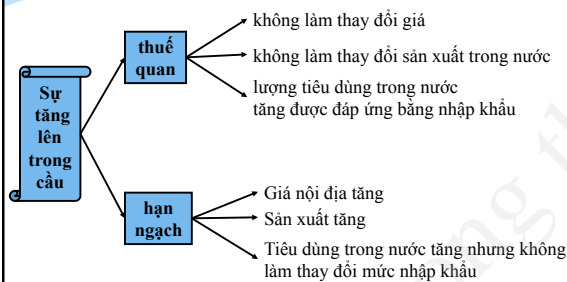 Sự
tăng
lên
trong
cầu
thuế
quan
không làm thay đổi giá
không làm thay đổi sản xuất trong nước
lượng tiêu dùng trong nước
tăng được đáp ứng bằng nhập khẩu
hạn
ngạch
Giá nội địa tăng
Sản xuất tăng
Tiêu dùng trong nước tăng nhưng không
làm thay đổi mức nhập khẩu